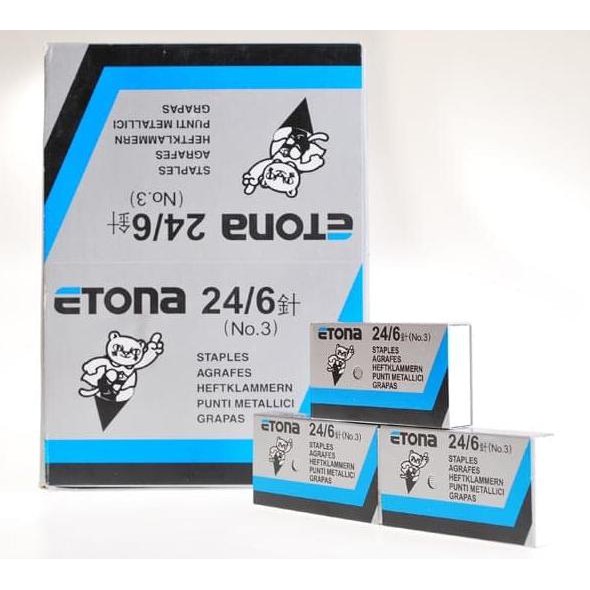 STAPLES
AGRAFES
HEFTKLAMMERN
PUNTI METALLICI
GRAPAS
(No.3)
ETONA 24/6針
ETONA 24/6針
(No.3)
STAPLES
AGRAFES
HEFTKLAMMERN
PUNTI METALLICI
GRAPAS
ETONA 24/6針(No.3)
STAPLES
AGRAFES
HEFTKLAMMERN
PUNTI METALLICI
GRAPAS
ETONA 24/6針(No.3)
STAPLES
AGRAFES
HEFTKLAMMERN
PUNTI METALLICI
GRAPAS
ETONA 24/6針(No.3)
STAPLES
AGRAFES
HEFTKLAMMERN
PUNTI METALLICI
GRAPAS